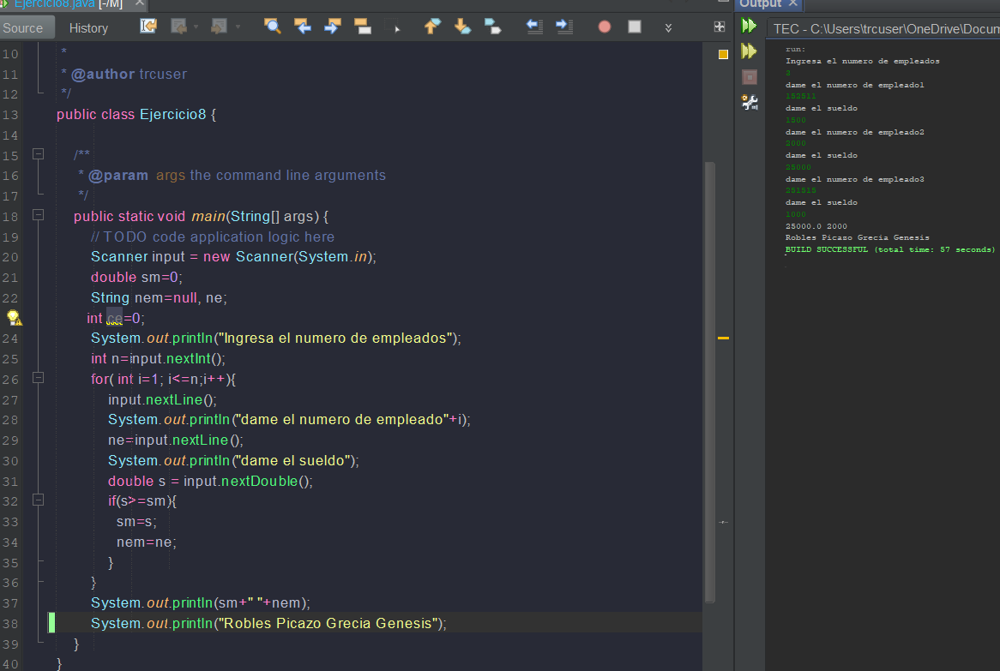 Ejercicio8.java [-/M]
Source History
10 *
11 * @author trcuser
12 */
13 public class Ejercicio8 {
14
15 /**
16 * @param args the command line arguments
17 */
18 public static void main(String[] args) {
19 // TODO code application logic here
20 Scanner input = new Scanner(System.in);
21 double sm=0;
22 String nem=null, ne;
int ce=0;
24 System.out.println("Ingresa el numero de empleados");
25 int n=input.nextInt();
26 for( int i=1; i<=n;i++){
27 input.nextLine();
28 System.out.println("dame el numero de empleado"+i);
29 ne=input.nextLine();
30 System.out.println("dame el sueldo");
31 double s = input.nextDouble();
32 if(s>=sm){
33 sm=s;
34 nem=ne;
35 }
36 }
37 System.out.println(sm+" "+nem);
38 System.out.println("Robles Picazo Grecia Genesis");
39 }
40 }
Output
TEC - C:\Users\trcuser\OneDrive\Docum
run:
Ingresa el numero de empleados
3
dame el numero de empleado1
152511
dame el sueldo
1500
dame el numero de empleado2
2000
dame el sueldo
25000
dame el numero de empleado3
251515
dame el sueldo
1000
25000.0 2000
Robles Picazo Grecia Genesis
BUILD SUCCESSFUL (total time: 57 seconds)